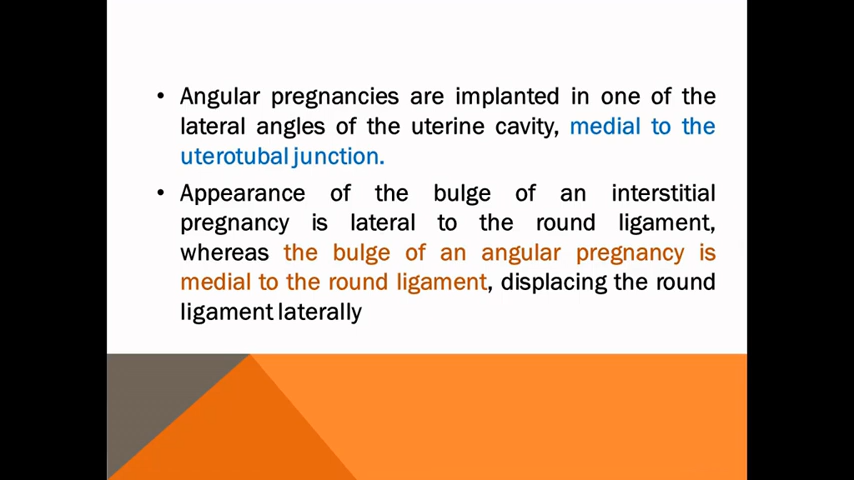 • Angular pregnancies are implanted in one of the
lateral angles of the uterine cavity, medial to the
uterotubal junction.
• Appearance of the bulge of an interstitial
pregnancy is lateral to the round ligament,
whereas the bulge of an angular pregnancy is
medial to the round ligament, displacing the round
ligament laterally